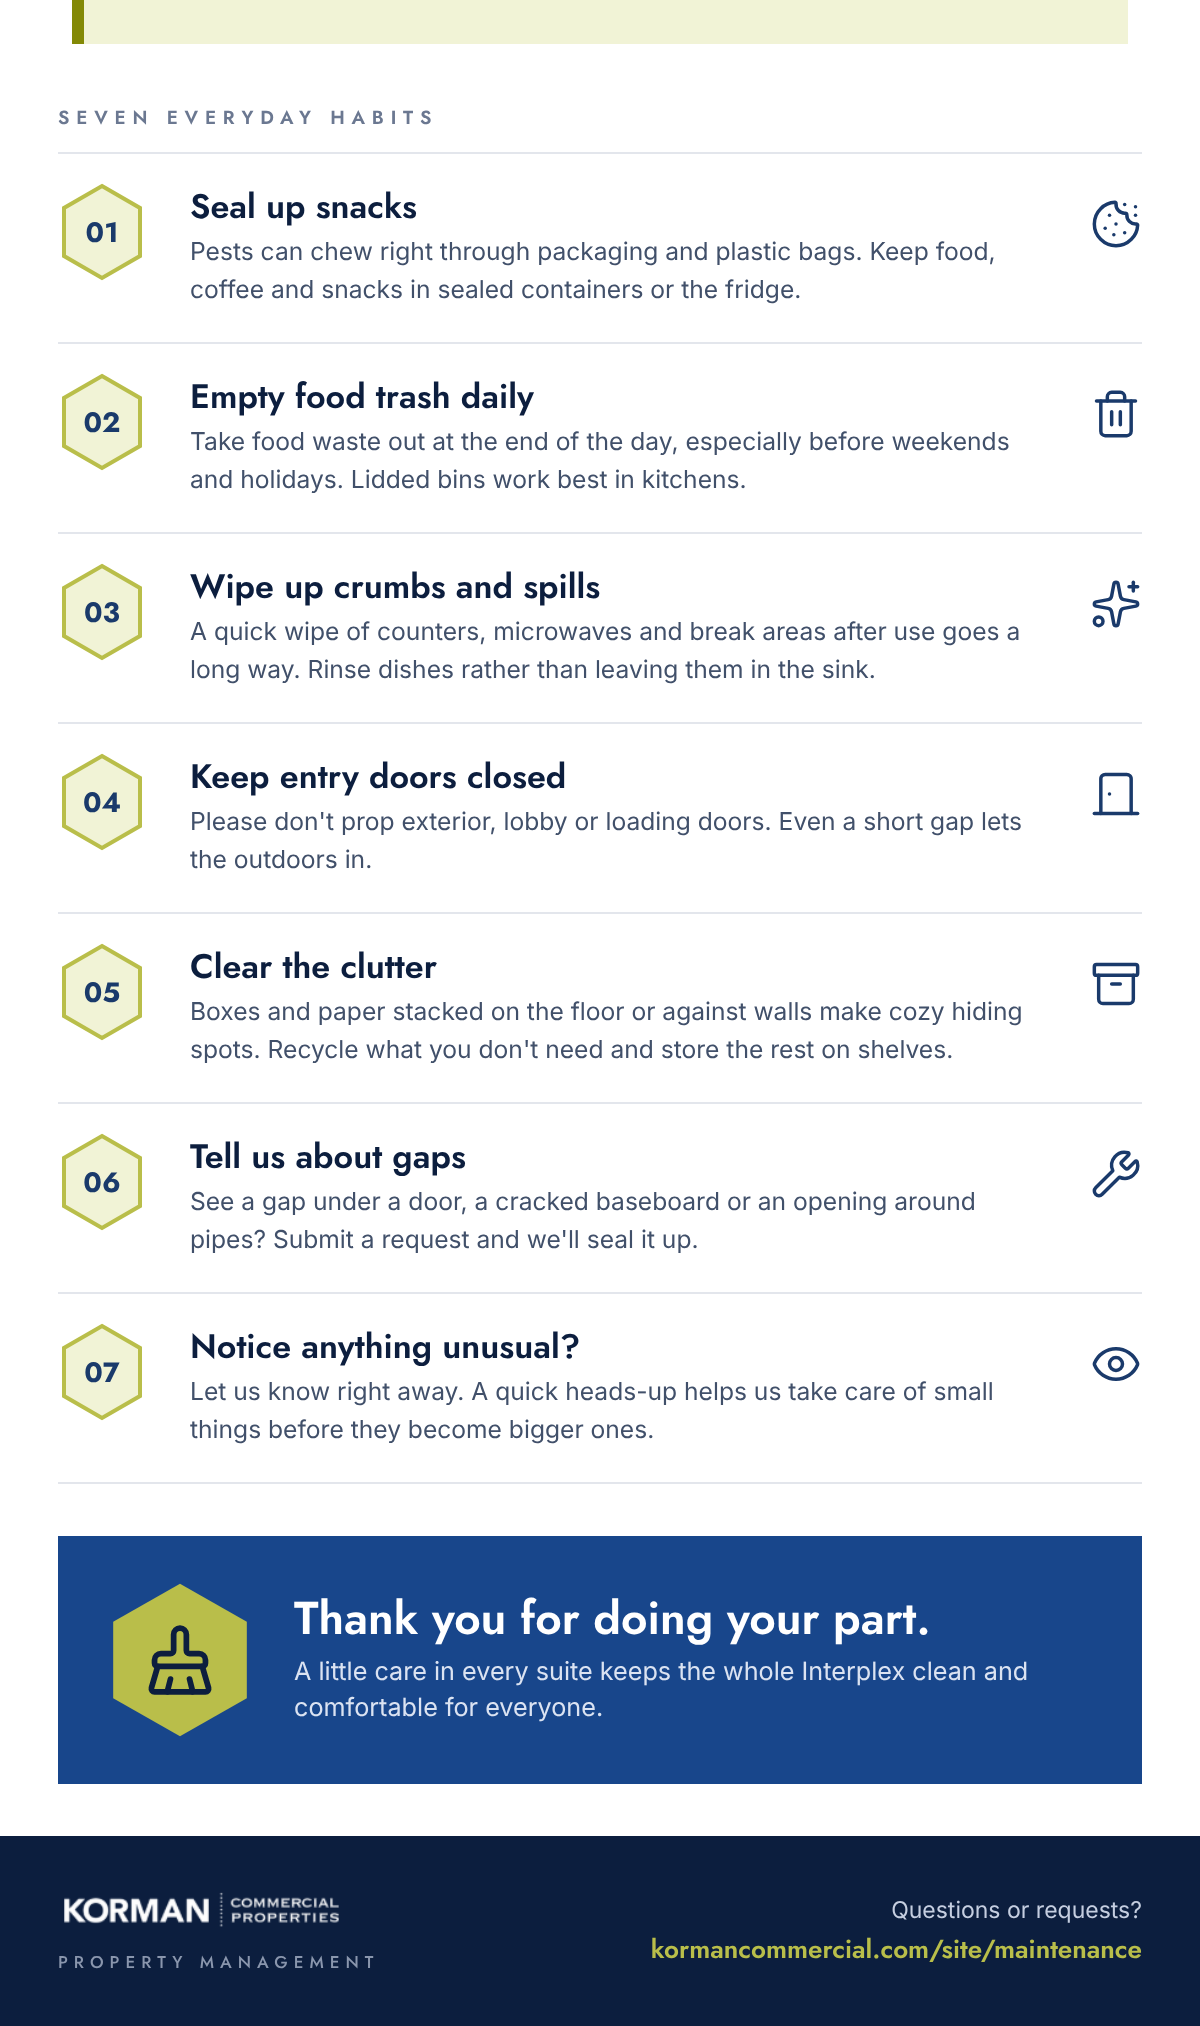 SEVEN EVERYDAY HABITS
01
Seal up snacks
Pests can chew right through packaging and plastic bags. Keep food,
coffee and snacks in sealed containers or the fridge.
02
Empty food trash daily
Take food waste out at the end of the day, especially before weekends
and holidays. Lidded bins work best in kitchens.
03
Wipe up crumbs and spills
A quick wipe of counters, microwaves and break areas after use goes a
long way. Rinse dishes rather than leaving them in the sink.
04
Keep entry doors closed
Please don't prop exterior, lobby or loading doors. Even a short gap lets
the outdoors in.
05
Clear the clutter
Boxes and paper stacked on the floor or against walls make cozy hiding
spots. Recycle what you don't need and store the rest on shelves.
06
Tell us about gaps
See a gap under a door, a cracked baseboard or an opening around
pipes? Submit a request and we'll seal it up.
07
Notice anything unusual?
Let us know right away. A quick heads-up helps us take care of small
things before they become bigger ones.
Thank you for doing your part.
A little care in every suite keeps the whole Interplex clean and
comfortable for everyone.
KORMAN
COMMERCIAL
PROPERTIES
PROPERTY MANAGEMENT
Questions or requests?
kormancommercial.com/site/maintenance